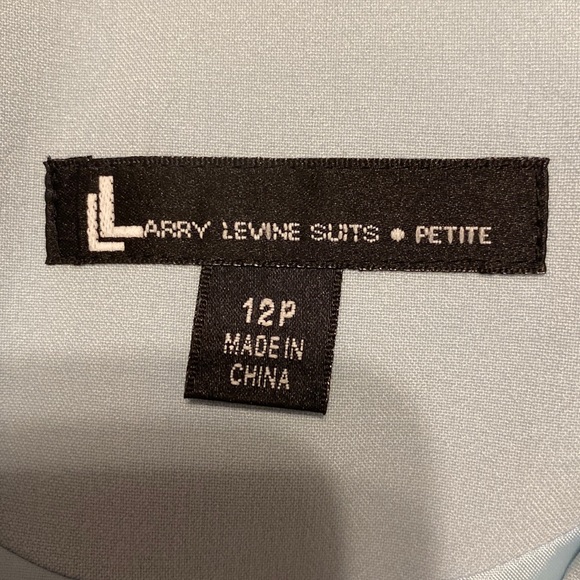 LARRY LEVINE SUITS • PETITE
12P
MADE IN
CHINA